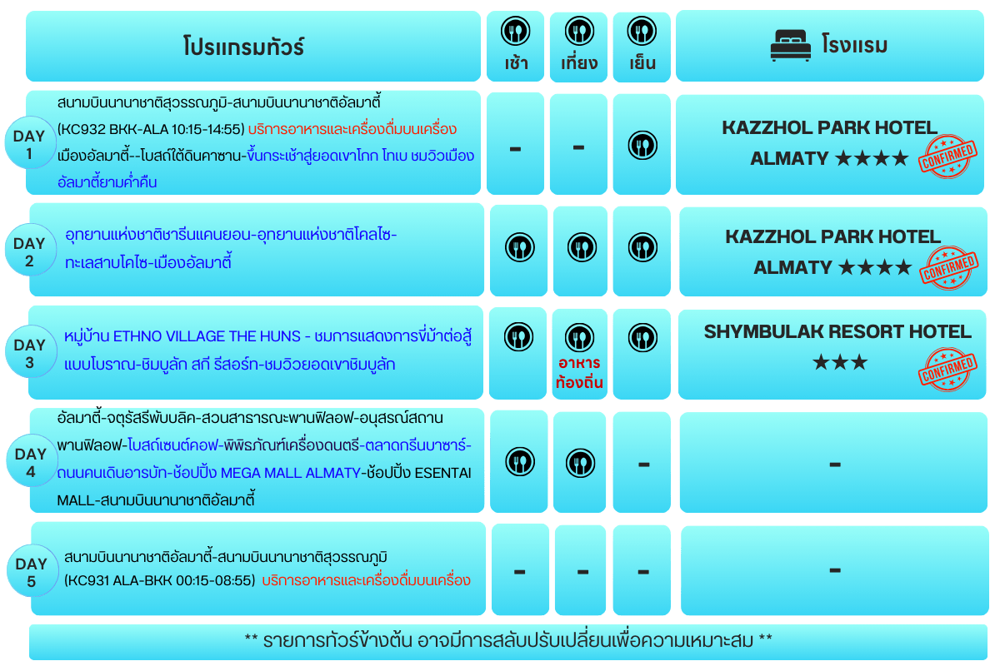 โปรแกรมทัวร์
เช้า
เที่ยง
เย็น
โรงแรม
DAY
1
สนามบินนานาชาติสุวรรณภูมิ-สนามบินนานาชาติอัลมาตี้
(KC932 BKK-ALA 10:15-14:55) บริการอาหารและเครื่องดื่มบนเครื่อง
เมืองอัลมาตี้--โบสถ์ใต้ดินคาซาน-ขึ้นกระเช้าสู่ยอดเขาโกก โทเบ ชมวิวเมือง
อัลมาตี้ยามค่ำคืน
-
-
KAZZHOL PARK HOTEL
ALMATY ★★★★
CONFIRMED
DAY
2
อุทยานแห่งชาติชารีนแคนยอน-อุทยานแห่งชาติโคลไซ-
ทะเลสาบโคไซ-เมืองอัลมาตี้
KAZZHOL PARK HOTEL
ALMATY ★★★★
CONFIRMED
DAY
3
หมู่บ้าน ETHNO VILLAGE THE HUNS - ชมการแสดงการขี่ม้าต่อสู้
แบบโบราณ-ชิมบูลัก สกี รีสอร์ท-ชมวิวยอดเขาชิมบูลัก
อาหาร
ท้องถิ่น
SHYMBULAK RESORT HOTEL
★★★
CONFIRMED
DAY
4
อัลมาตี้-จตุรัสรีพับบลิค-สวนสาธารณะพานฟิลอฟ-อนุสรณ์สถาน
พานฟิลอฟ-โบสถ์เซนต์คอฟ-พิพิธภัณฑ์เครื่องดนตรี-ตลาดกรีนบาซาร์-
ถนนคนเดินอารบัท-ช้อปปิ้ง MEGA MALL ALMATY-ช้อปปิ้ง ESENTAI
MALL-สนามบินนานาชาติอัลมาตี้
-
-
DAY
5
สนามบินนานาชาติอัลมาตี้-สนามบินนานาชาติสุวรรณภูมิ
(KC931 ALA-BKK 00:15-08:55) บริการอาหารและเครื่องดื่มบนเครื่อง
-
-
-
-
** รายการทัวร์ข้างต้น อาจมีการสลับปรับเปลี่ยนเพื่อความเหมาะสม **